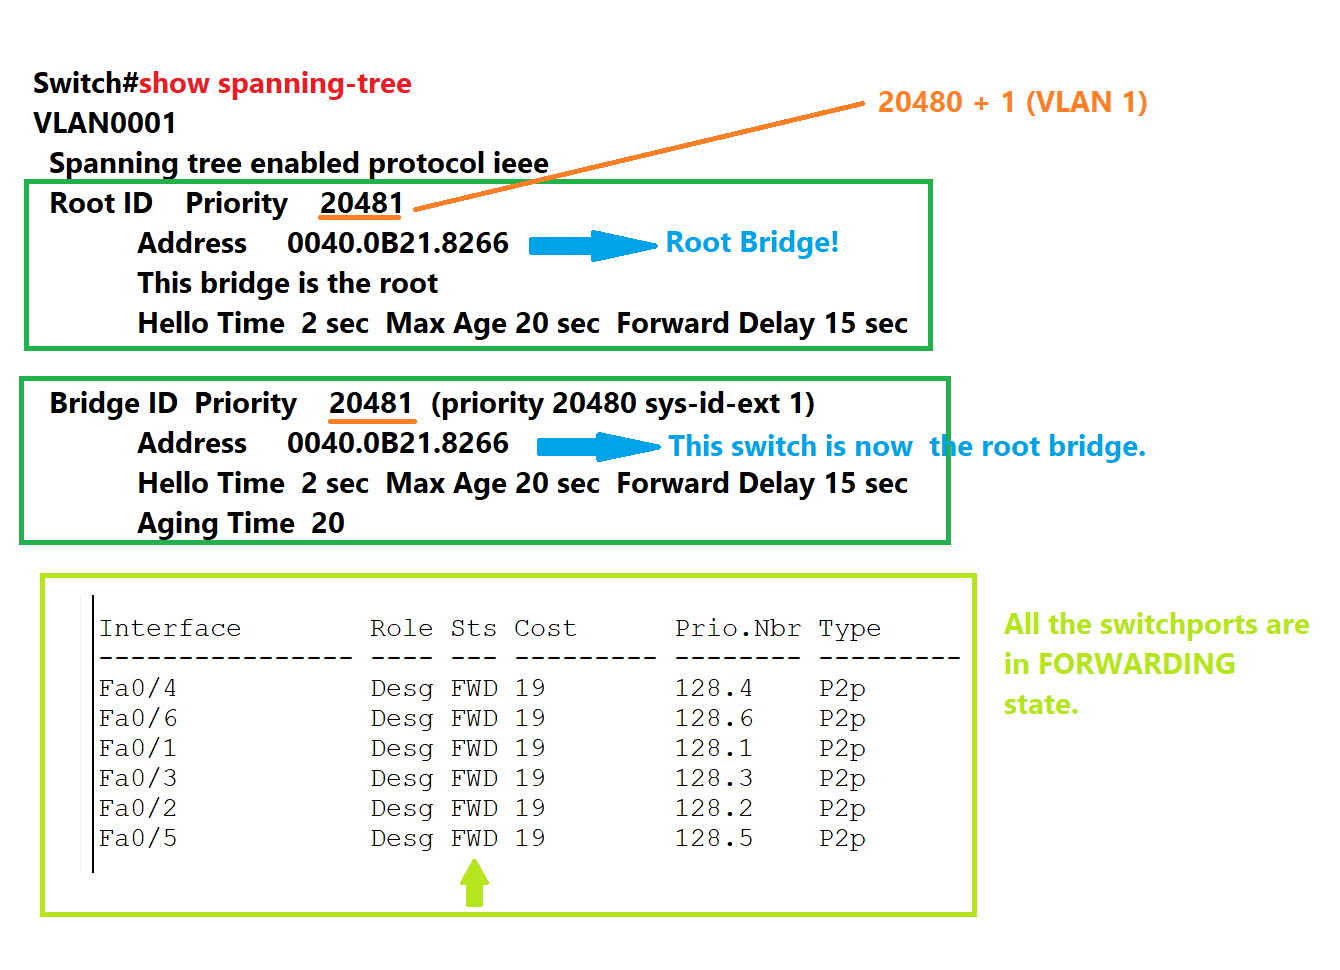 Switch#show spanning-tree
20480 + 1 (VLAN 1)
VLAN0001
Spanning tree enabled protocol ieee
Root ID Priority 20481
Address 0040.0B21.8266 Root Bridge!
This bridge is the root
Hello Time 2 sec Max Age 20 sec Forward Delay 15 sec
Bridge ID Priority 20481 (priority 20480 sys-id-ext 1)
Address 0040.0B21.8266 This switch is now the root bridge.
Hello Time 2 sec Max Age 20 sec Forward Delay 15 sec
Aging Time 20
Interface Role Sts Cost Prio.Nbr Type
---------------- ---- --- --------- -------- ---------
Fa0/4 Desg FWD 19 128.4 P2p
Fa0/6 Desg FWD 19 128.6 P2p
Fa0/1 Desg FWD 19 128.1 P2p
Fa0/3 Desg FWD 19 128.3 P2p
Fa0/2 Desg FWD 19 128.2 P2p
Fa0/5 Desg FWD 19 128.5 P2p
All the switchports are
in FORWARDING
state.